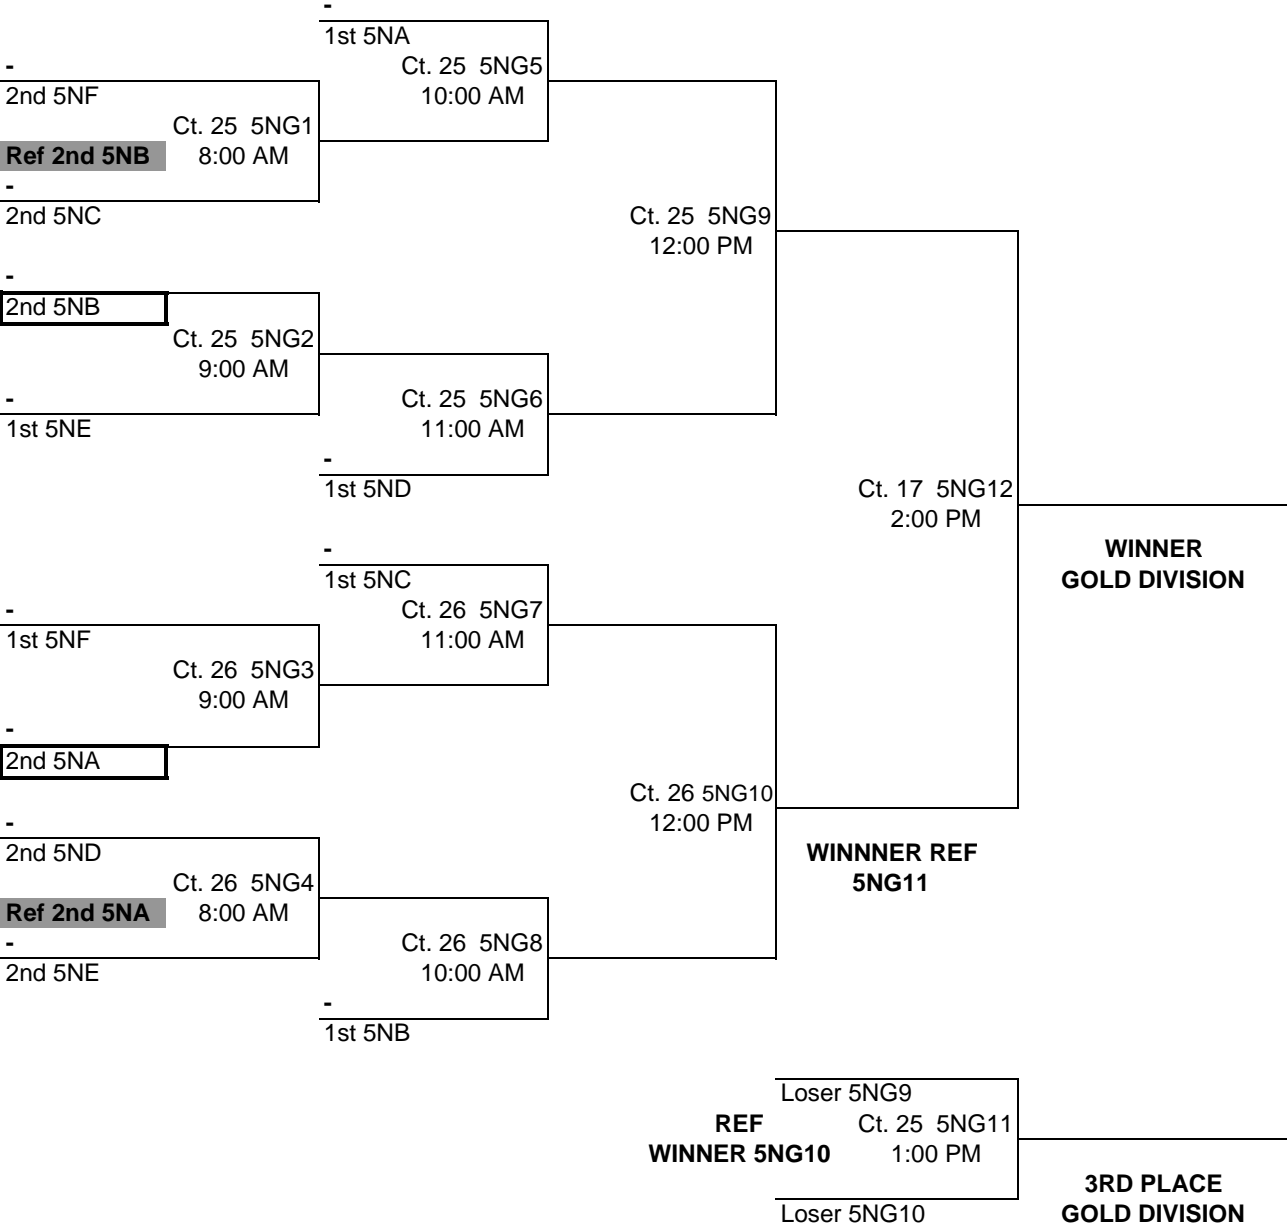 -
1st 5NA
-
Ct. 25 5NG5
2nd 5NF
10:00 AM
Ct. 25 5NG1
Ref 2nd 5NB 8:00 AM
-
2nd 5NC
Ct. 25 5NG9
12:00 PM
-
2nd 5NB
Ct. 25 5NG2
9:00 AM
-
Ct. 25 5NG6
1st 5NE
11:00 AM
-
1st 5ND
Ct. 17 5NG12
2:00 PM
-
WINNER
GOLD DIVISION
1st 5NC
-
Ct. 26 5NG7
1st 5NF
11:00 AM
Ct. 26 5NG3
9:00 AM
-
2nd 5NA
Ct. 26 5NG10
12:00 PM
-
2nd 5ND
WINNNER REF
5NG11
Ct. 26 5NG4
Ref 2nd 5NA 8:00 AM
-
Ct. 26 5NG8
2nd 5NE
10:00 AM
-
1st 5NB
Loser 5NG9
REF
Ct. 25 5NG11
WINNER 5NG10
1:00 PM
3RD PLACE
GOLD DIVISION
Loser 5NG10